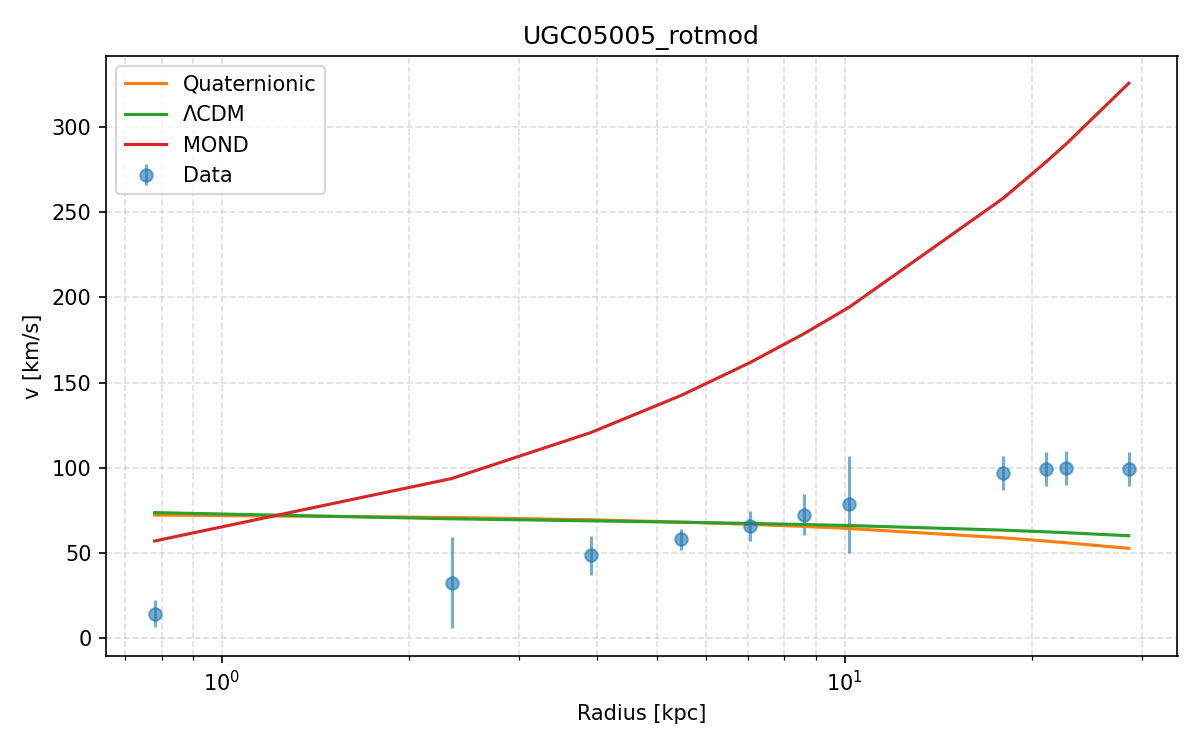 UGC05005_rotmod
Quaternionic
ΛCDM
MOND
Data
300
250
200
150
100
50
0
v [km/s]
10⁰
10¹
Radius [kpc]